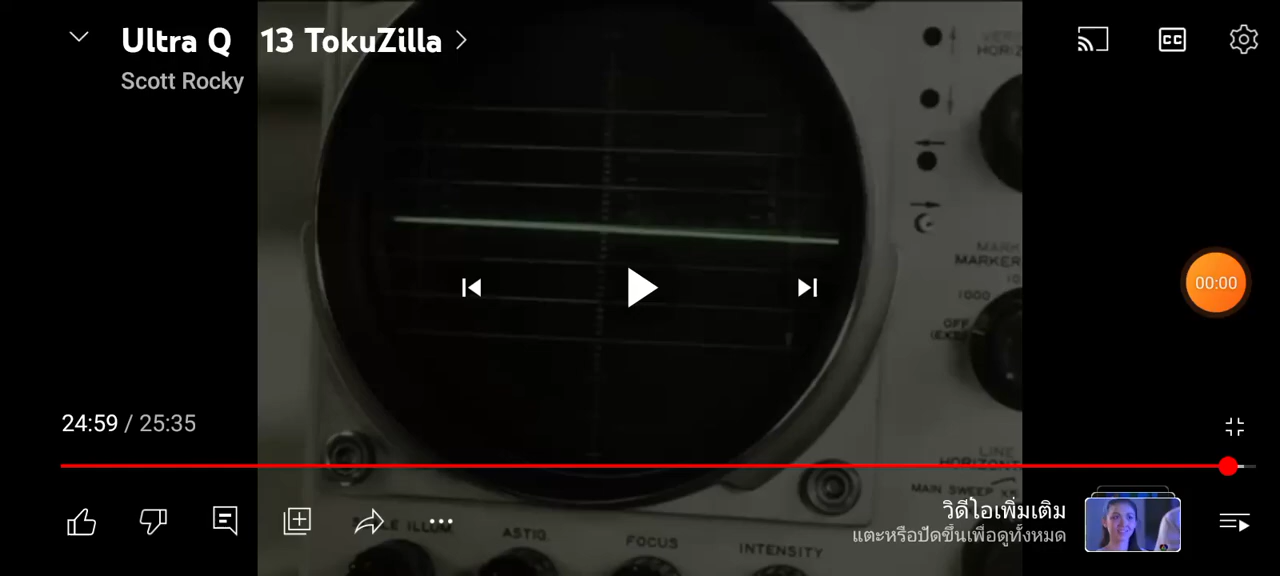 Ultra Q 13 TokuZilla
Scott Rocky
CC
00:00
MARKER
1000
OFF
24:59 / 25:35
LINE
MAIN SWEEP
วิดีโอเพิ่มเติม
แตะหรือปัดขึ้นเพื่อดูทั้งหมด
ILLUM
ASTIG
FOCUS
INTENSITY